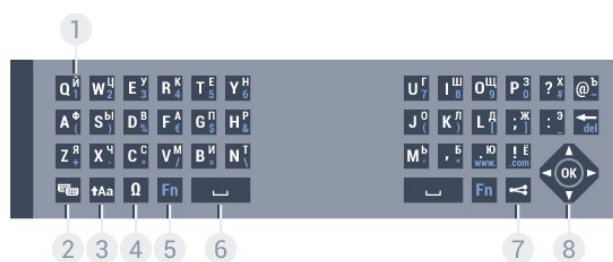 1
Q Й 1 W Ц 2 E У 3 R К 4 T Е 5 Y Н 6 U Г 7 I Ш 8 O Щ 9 P З 0 ? Х # @ Ъ ~
A Ф ( S Ы ) D В % F А € G П $ H Р & J О ( K Л ) L Д [ ; Ж ] : Э del
Z Я + X Ч - C С * V М / B И = N Т \ M Ь , Б . Ю www. ! Ё .com
Aa Ω Fn Fn OK
2 3 4 5 6 7 8